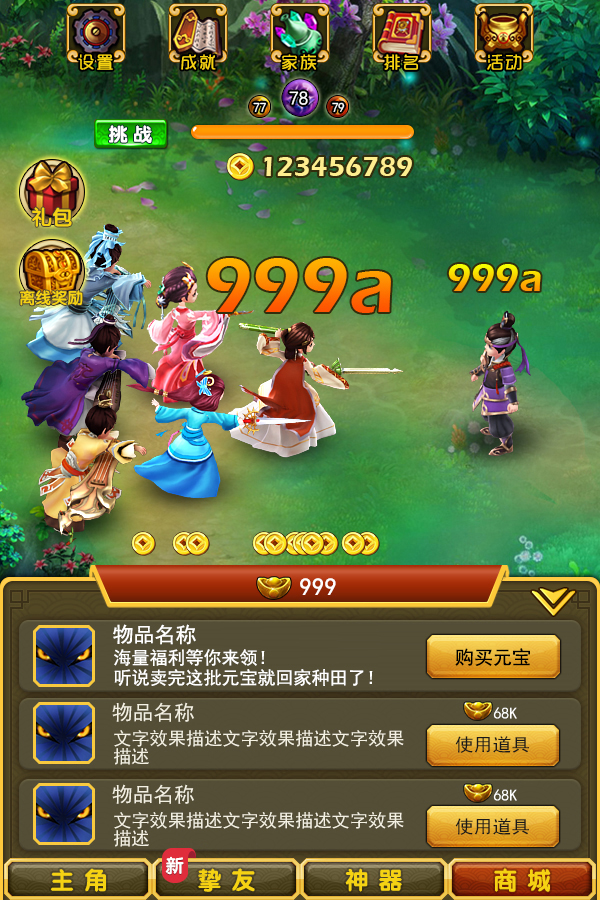 设置 成就 家族 排名 活动
77 78 79
挑战
123456789
礼包
离线奖励
999a 999a
999
物品名称
海量福利等你来领！
听说卖完这批元宝就回家种田了！
购买元宝
物品名称
文字效果描述文字效果描述文字效果
描述
68K
使用道具
物品名称
文字效果描述文字效果描述文字效果
描述
68K
使用道具
主角 新 挚友 神器 商城